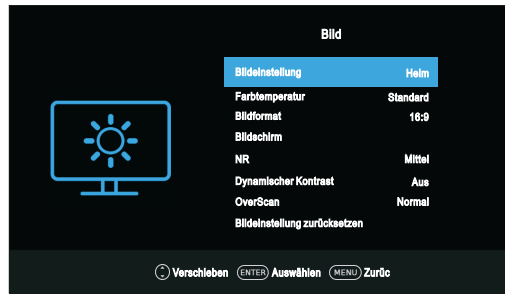 Bild
Bildeinstellung Heim
Farbtemperatur Standard
Bildformat 16:9
Bildschirm
NR Mittel
Dynamischer Kontrast Aus
OverScan Normal
Bildeinstellung zurücksetzen
Verschieben ENTER Auswählen MENU Zurüc